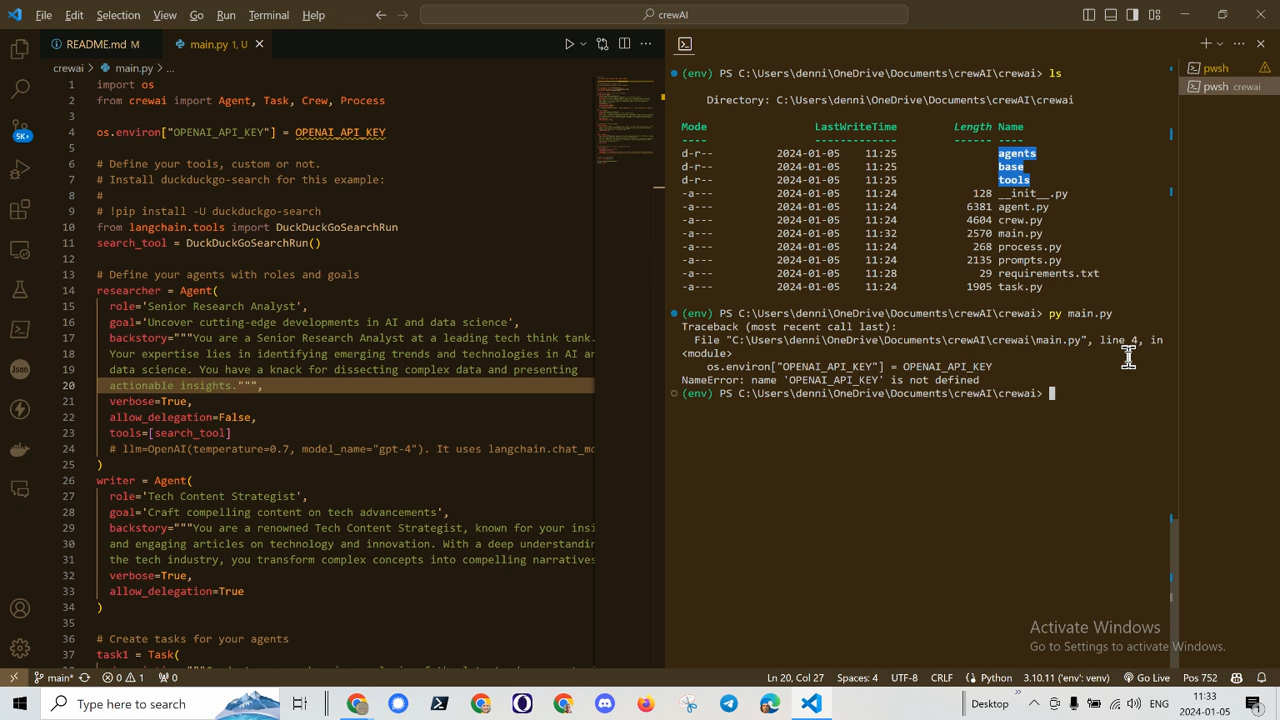 File Edit Selection View Go Run Terminal Help
crewAI
README.md M
main.py 1, U
crewai > main.py > ...
1 import os
2 from crewai import Agent, Task, Crew, Process
3
4 os.environ["OPENAI_API_KEY"] = OPENAI_API_KEY
5
6 # Define your tools, custom or not.
7 # Install duckduckgo-search for this example:
8 #
9 # !pip install -U duckduckgo-search
10 from langchain.tools import DuckDuckGoSearchRun
11 search_tool = DuckDuckGoSearchRun()
12
13 # Define your agents with roles and goals
14 researcher = Agent(
15 role='Senior Research Analyst',
16 goal='Uncover cutting-edge developments in AI and data science',
17 backstory="""You are a Senior Research Analyst at a leading tech think tank.
18 Your expertise lies in identifying emerging trends and technologies in AI an
19 data science. You have a knack for dissecting complex data and presenting
20 actionable insights.""",
21 verbose=True,
22 allow_delegation=False,
23 tools=[search_tool]
24 # llm=OpenAI(temperature=0.7, model_name="gpt-4"). It uses langchain.chat_mo
25 )
26 writer = Agent(
27 role='Tech Content Strategist',
28 goal='Craft compelling content on tech advancements',
29 backstory="""You are a renowned Tech Content Strategist, known for your insi
30 and engaging articles on technology and innovation. With a deep understandin
31 the tech industry, you transform complex concepts into compelling narratives
32 verbose=True,
33 allow_delegation=True
34 )
35
36 # Create tasks for your agents
37 task1 = Task(
(env) PS C:\Users\denni\OneDrive\Documents\crewAI\crewai> ls
Directory: C:\Users\denni\OneDrive\Documents\crewAI\crewai
Mode LastWriteTime Length Name
---- ------------- ------ ----
d-r-- 2024-01-05 11:25 agents
d-r-- 2024-01-05 11:25 base
d-r-- 2024-01-05 11:25 tools
-a--- 2024-01-05 11:24 128 __init__.py
-a--- 2024-01-05 11:24 6381 agent.py
-a--- 2024-01-05 11:24 4604 crew.py
-a--- 2024-01-05 11:32 2570 main.py
-a--- 2024-01-05 11:24 268 process.py
-a--- 2024-01-05 11:24 2135 prompts.py
-a--- 2024-01-05 11:28 29 requirements.txt
-a--- 2024-01-05 11:24 1905 task.py
(env) PS C:\Users\denni\OneDrive\Documents\crewAI\crewai> py main.py
Traceback (most recent call last):
File "C:\Users\denni\OneDrive\Documents\crewAI\crewai\main.py", line 4, in
<module>
os.environ["OPENAI_API_KEY"] = OPENAI_API_KEY
NameError: name 'OPENAI_API_KEY' is not defined
(env) PS C:\Users\denni\OneDrive\Documents\crewAI\crewai>
pwsh
pwsh crewai
5K+
Json
Activate Windows
Go to Settings to activate Windows.
main* 0 1 0 Ln 20, Col 27 Spaces: 4 UTF-8 CRLF Python 3.10.11 ('env': venv) Go Live Pos 752
Type here to search
Desktop
ENG
11:33
2024-01-05